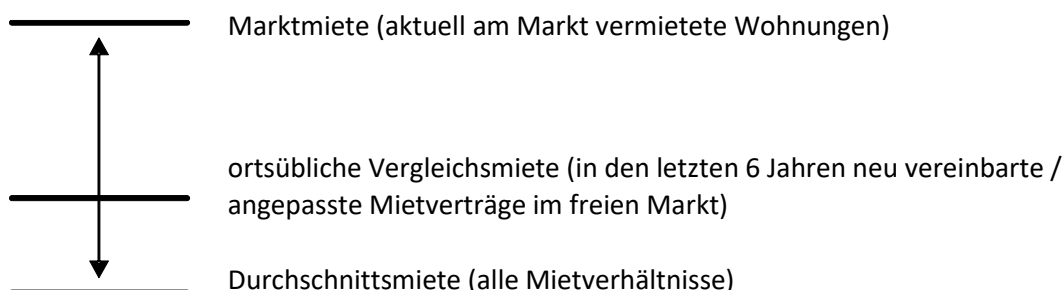 Marktmiete (aktuell am Markt vermietete Wohnungen)
ortsübliche Vergleichsmiete (in den letzten 6 Jahren neu vereinbarte /
angepasste Mietverträge im freien Markt)
Durchschnittsmiete (alle Mietverhältnisse)